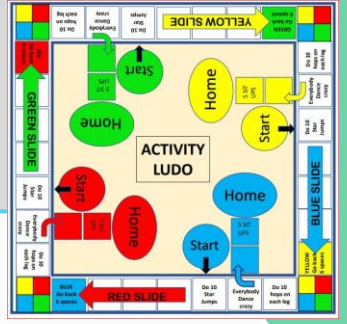 Do 10
hops on
each leg
Everybody
Dance
crazy
Do 10
Star
Jumps
YELLOW SLIDE
GREEN
Go back
6 spaces
RED
Go back
6 spaces
Start
5 SIT
UPS
Home
Home
5 SIT
UPS
Start
Do 10
hops on
each leg
Everybody
Dance
crazy
Do 10
Star
Jumps
GREEN SLIDE
ACTIVITY
LUDO
BLUE SLIDE
Do 10
Star
Jumps
Everybody
Dance
crazy
Do 10
hops on
each leg
Start
5 SIT
UPS
Home
Home
5 SIT
UPS
Start
YELLOW
Go back
6 spaces
BLUE
Go back
6 spaces
RED SLIDE
Do 10
Star
Jumps
Everybody
Dance
crazy
Do 10
hops on
each leg